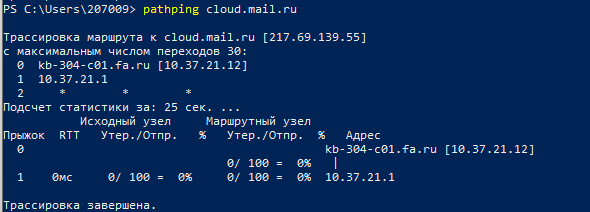 PS C:\Users\207009> pathping cloud.mail.ru
Трассировка маршрута к cloud.mail.ru [217.69.139.55]
с максимальным числом переходов 30:
  0  kb-304-c01.fa.ru [10.37.21.12]
  1  10.37.21.1
  2     *        *        *
Подсчет статистики за: 25 сек. ...
            Исходный узел      Маршрутный узел
Прыжок  RTT    Утер./Отпр.   %    Утер./Отпр.  %   Адрес
  0                                           kb-304-c01.fa.ru [10.37.21.12]
                                0/ 100 =  0%   |
  1    0мс     0/ 100 =  0%     0/ 100 =  0%  10.37.21.1
Трассировка завершена.